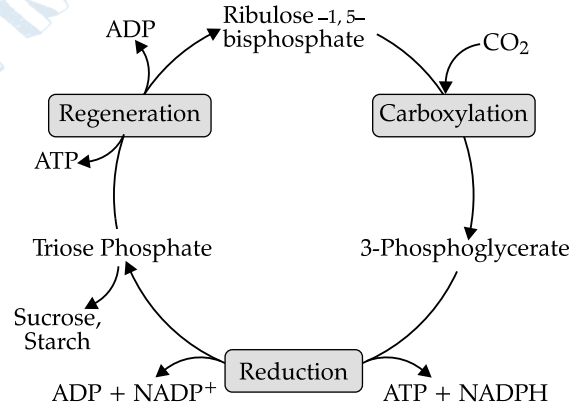 Ribulose –1, 5–
bisphosphate
ADP
CO₂
Regeneration
Carboxylation
ATP
Triose Phosphate
3-Phosphoglycerate
Sucrose,
Starch
Reduction
ADP + NADP⁺
ATP + NADPH